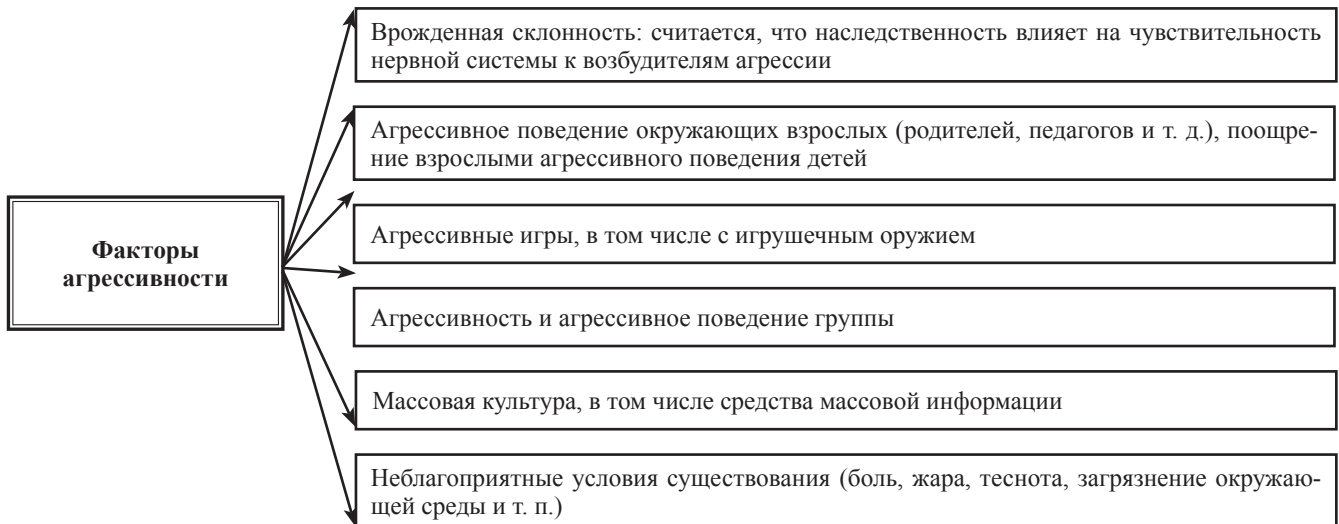 Врожденная склонность: считается, что наследственность влияет на чувствительность
нервной системы к возбудителям агрессии
Агрессивное поведение окружающих взрослых (родителей, педагогов и т. д.), поощре-
ние взрослыми агрессивного поведения детей
Факторы
агрессивности
Агрессивные игры, в том числе с игрушечным оружием
Агрессивность и агрессивное поведение группы
Массовая культура, в том числе средства массовой информации
Неблагоприятные условия существования (боль, жара, теснота, загрязнение окружаю-
щей среды и т. п.)